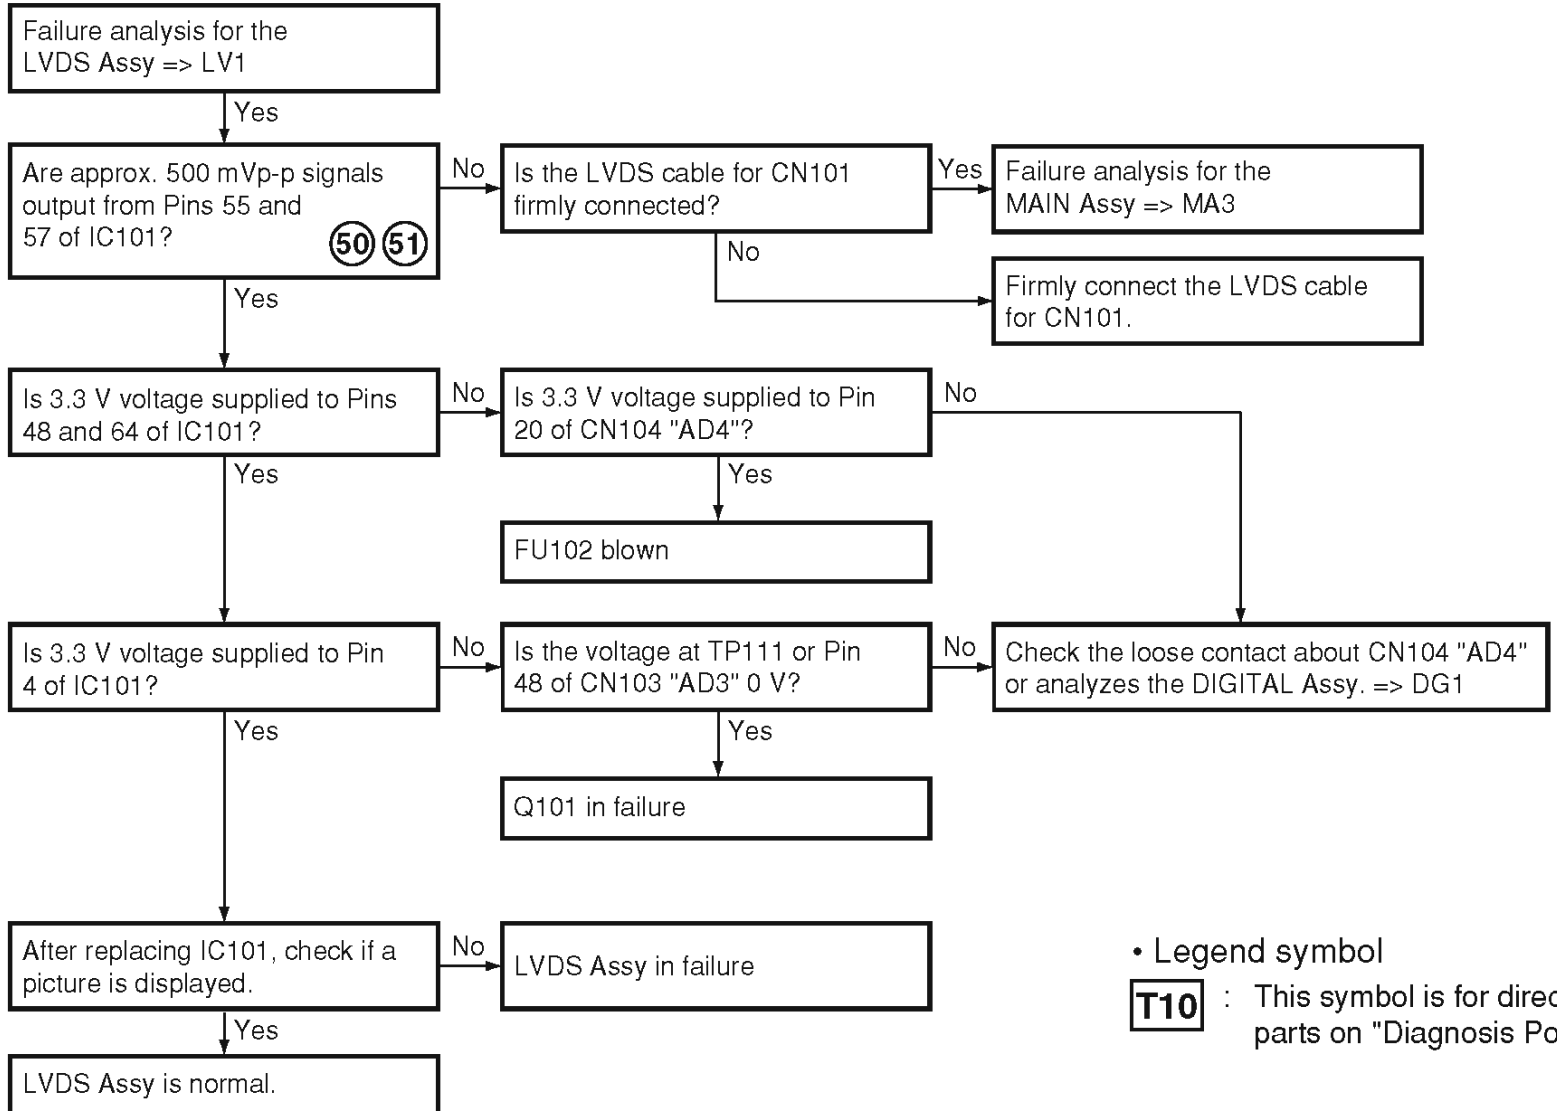 Failure analysis for the
LVDS Assy => LV1
Yes
Are approx. 500 mVp-p signals
output from Pins 55 and
57 of IC101?
50 51
No
Is the LVDS cable for CN101
firmly connected?
Yes
Failure analysis for the
MAIN Assy => MA3
No
Firmly connect the LVDS cable
for CN101.
Yes
Is 3.3 V voltage supplied to Pins
48 and 64 of IC101?
No
Is 3.3 V voltage supplied to Pin
20 of CN104 "AD4"?
No
Yes
FU102 blown
Yes
Is 3.3 V voltage supplied to Pin
4 of IC101?
No
Is the voltage at TP111 or Pin
48 of CN103 "AD3" 0 V?
No
Check the loose contact about CN104 "AD4"
or analyzes the DIGITAL Assy. => DG1
Yes
Q101 in failure
Yes
After replacing IC101, check if a
picture is displayed.
No
LVDS Assy in failure
Yes
LVDS Assy is normal.
• Legend symbol
T10 : This symbol is for
parts on "Diagnosis